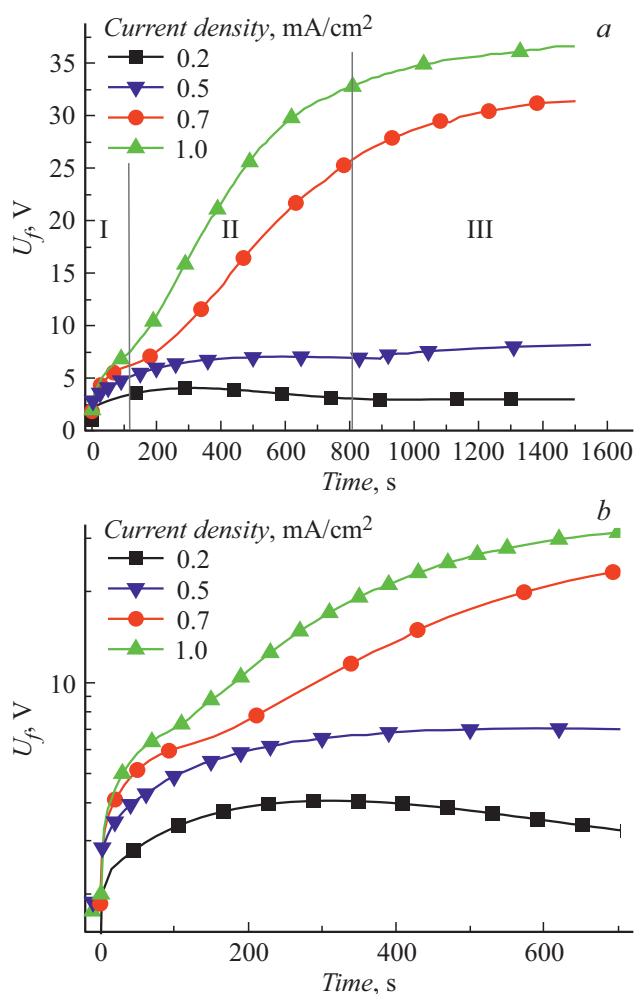 Current density, mA/cm²
a
0.2
0.5
0.7
1.0
35
30
25
20
15
10
5
0
U_f, V
I
II
III
0 200 400 600 800 1000 1200 1400 1600
Time, s
b
Current density, mA/cm²
0.2
0.5
0.7
1.0
10
U_f, V
0 200 400 600
Time, s